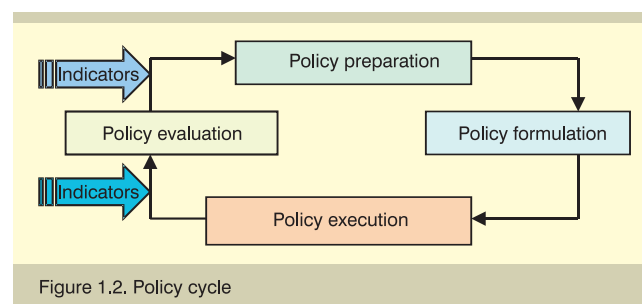 Indicators
Policy preparation
Policy evaluation
Policy formulation
Indicators
Policy execution
Figure 1.2. Policy cycle